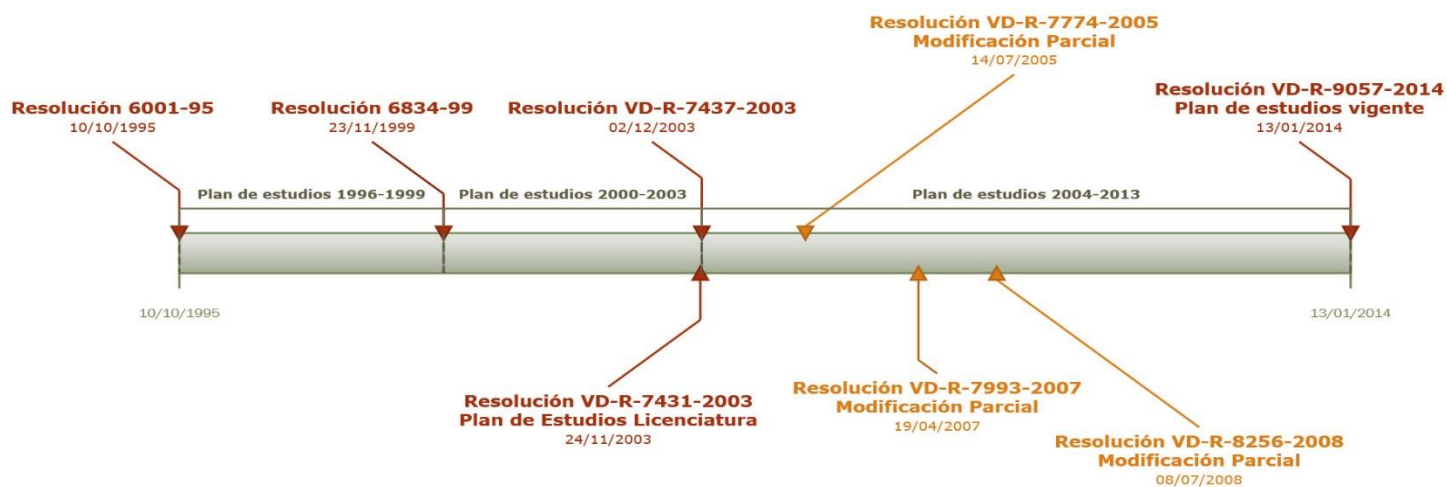 Resolución VD-R-7774-2005
Modificación Parcial
14/07/2005
Resolución 6001-95
10/10/1995
Resolución 6834-99
23/11/1999
Resolución VD-R-7437-2003
02/12/2003
Resolución VD-R-9057-2014
Plan de estudios vigente
13/01/2014
Plan de estudios 1996-1999
Plan de estudios 2000-2003
Plan de estudios 2004-2013
10/10/1995
13/01/2014
Resolución VD-R-7431-2003
Plan de Estudios Licenciatura
24/11/2003
Resolución VD-R-7993-2007
Modificación Parcial
19/04/2007
Resolución VD-R-8256-2008
Modificación Parcial
08/07/2008